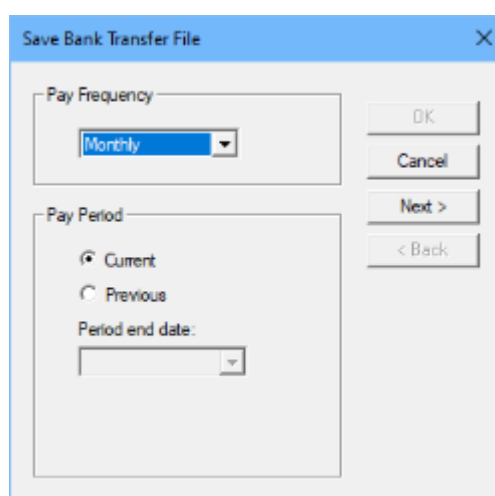 Save Bank Transfer File
Pay Frequency
Monthly
OK
Cancel
Next >
< Back
Pay Period
Current
Previous
Period end date: